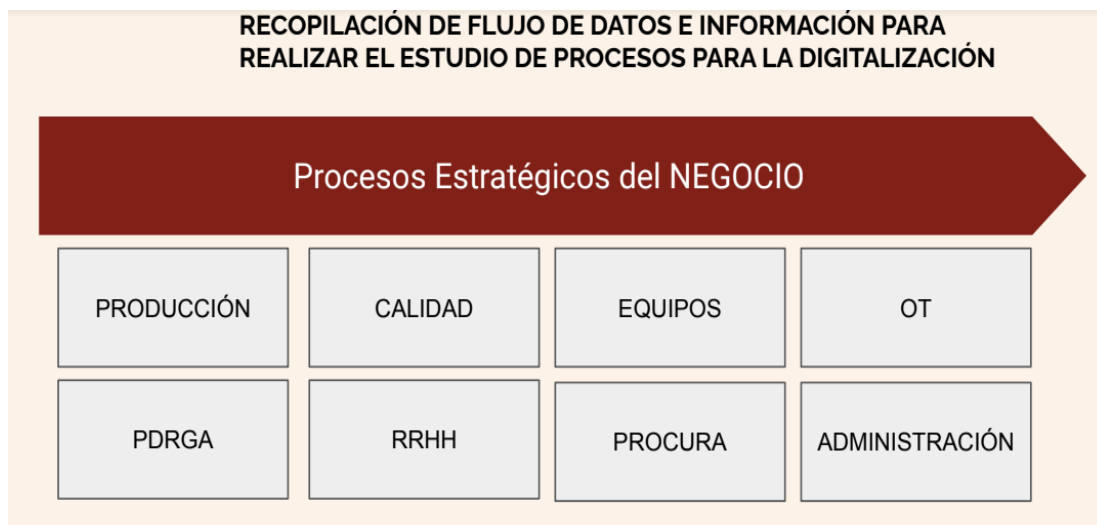 RECOPILACIÓN DE FLUJO DE DATOS E INFORMACIÓN PARA
REALIZAR EL ESTUDIO DE PROCESOS PARA LA DIGITALIZACIÓN
Procesos Estratégicos del NEGOCIO
PRODUCCIÓN
CALIDAD
EQUIPOS
OT
PDRGA
RRHH
PROCURA
ADMINISTRACIÓN